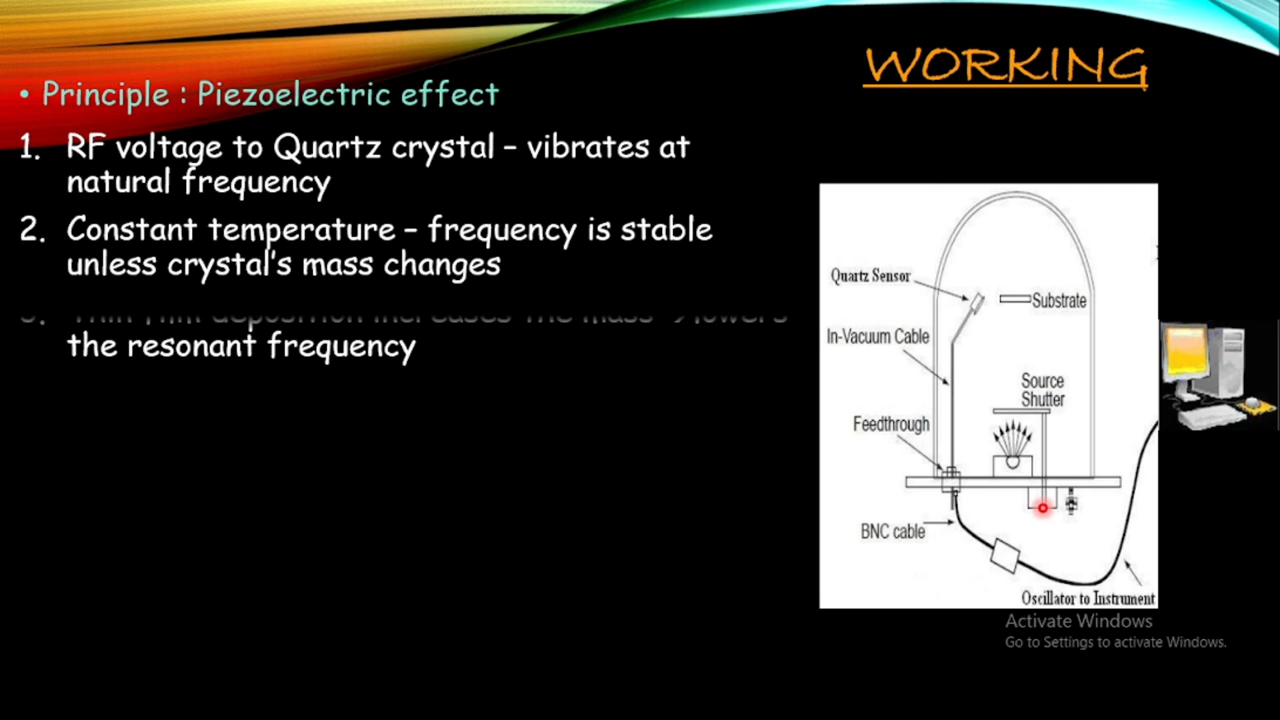 WORKING
• Principle : Piezoelectric effect
1. RF voltage to Quartz crystal – vibrates at
natural frequency
2. Constant temperature – frequency is stable
unless crystal's mass changes
the resonant frequency
Quartz Sensor
Substrate
In-Vacuum Cable
Source
Shutter
Feedthrough
BNC cable
Oscillator to Instrument
Activate Windows
Go to Settings to activate Windows.